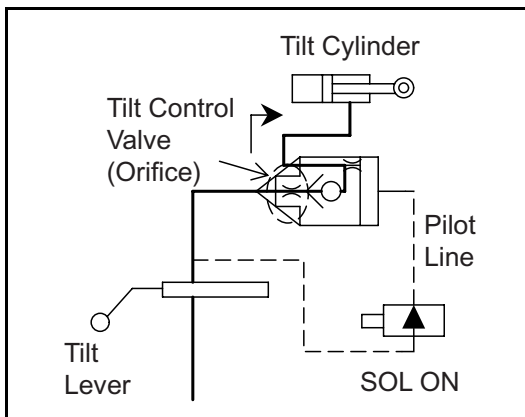 Tilt Cylinder
Tilt Control
Valve
(Orifice)
Pilot
Line
Tilt
Lever
SOL ON